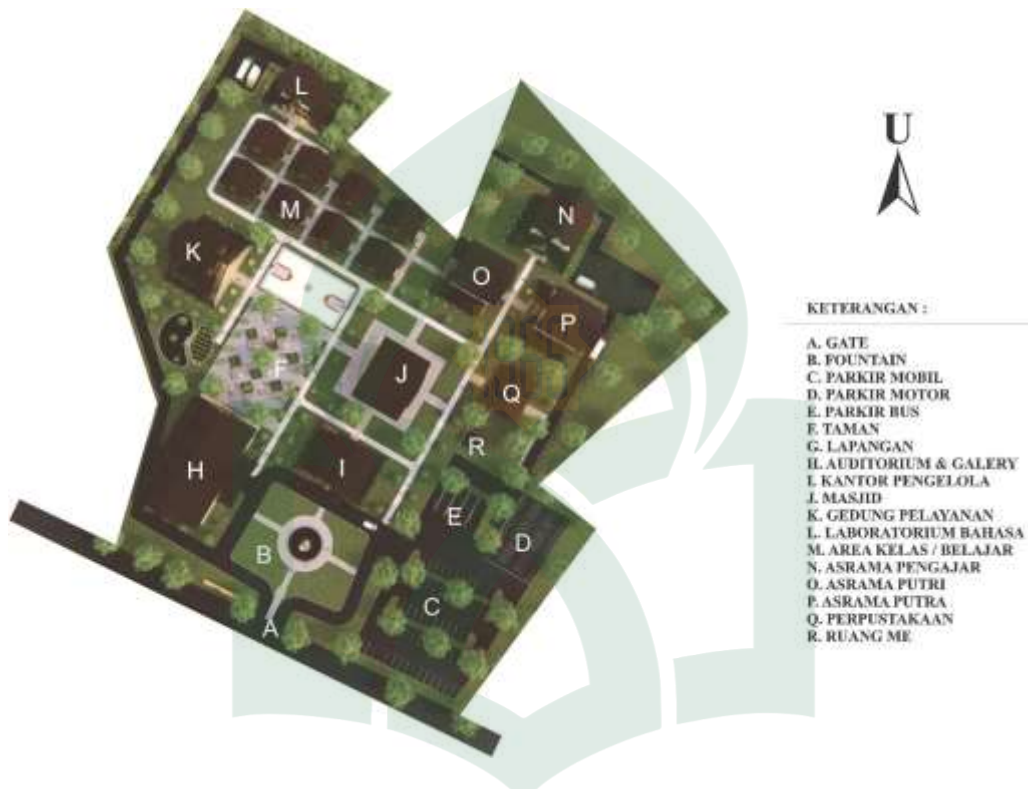 L
U
N
M
K
O
P
F
J
Q
R
H
I
E
D
B
C
A
KETERANGAN :
A. GATE
B. FOUNTAIN
C. PARKIR MOBIL
D. PARKIR MOTOR
E. PARKIR BUS
F. TAMAN
G. LAPANGAN
H. AUDITORIUM & GALERY
I. KANTOR PENGELOLA
J. MASJID
K. GEDUNG PELAYANAN
L. LABORATORIUM BAHASA
M. AREA KELAS / BELAJAR
N. ASRAMA PENGAJAR
O. ASRAMA PUTRI
P. ASRAMA PUTRA
Q. PERPUSTAKAAN
R. RUANG ME